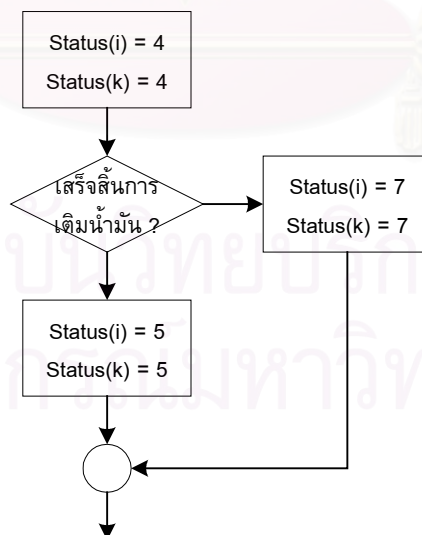 Status(i) = 4
Status(k) = 4
เสร็จสิ้นการ
เติมน้ำมัน ?
Status(i) = 7
Status(k) = 7
Status(i) = 5
Status(k) = 5